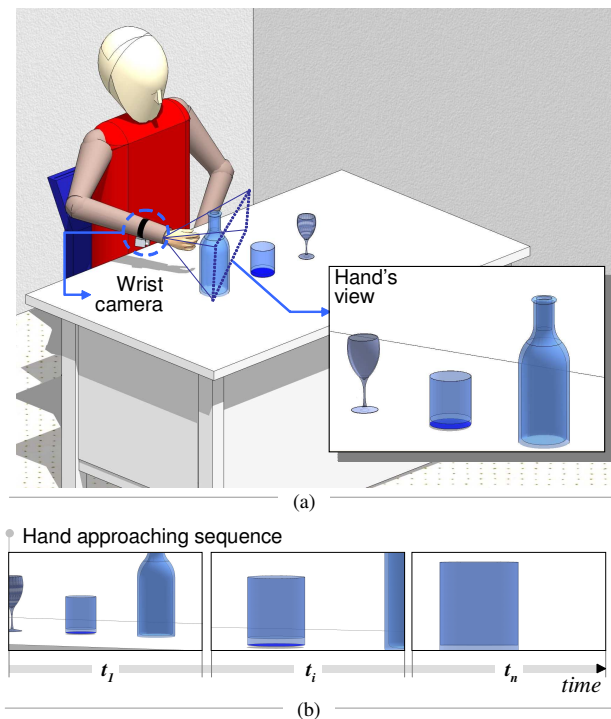 Wrist
camera
Hand's
view
(a)
Hand approaching sequence
t1 ti tn
time
(b)